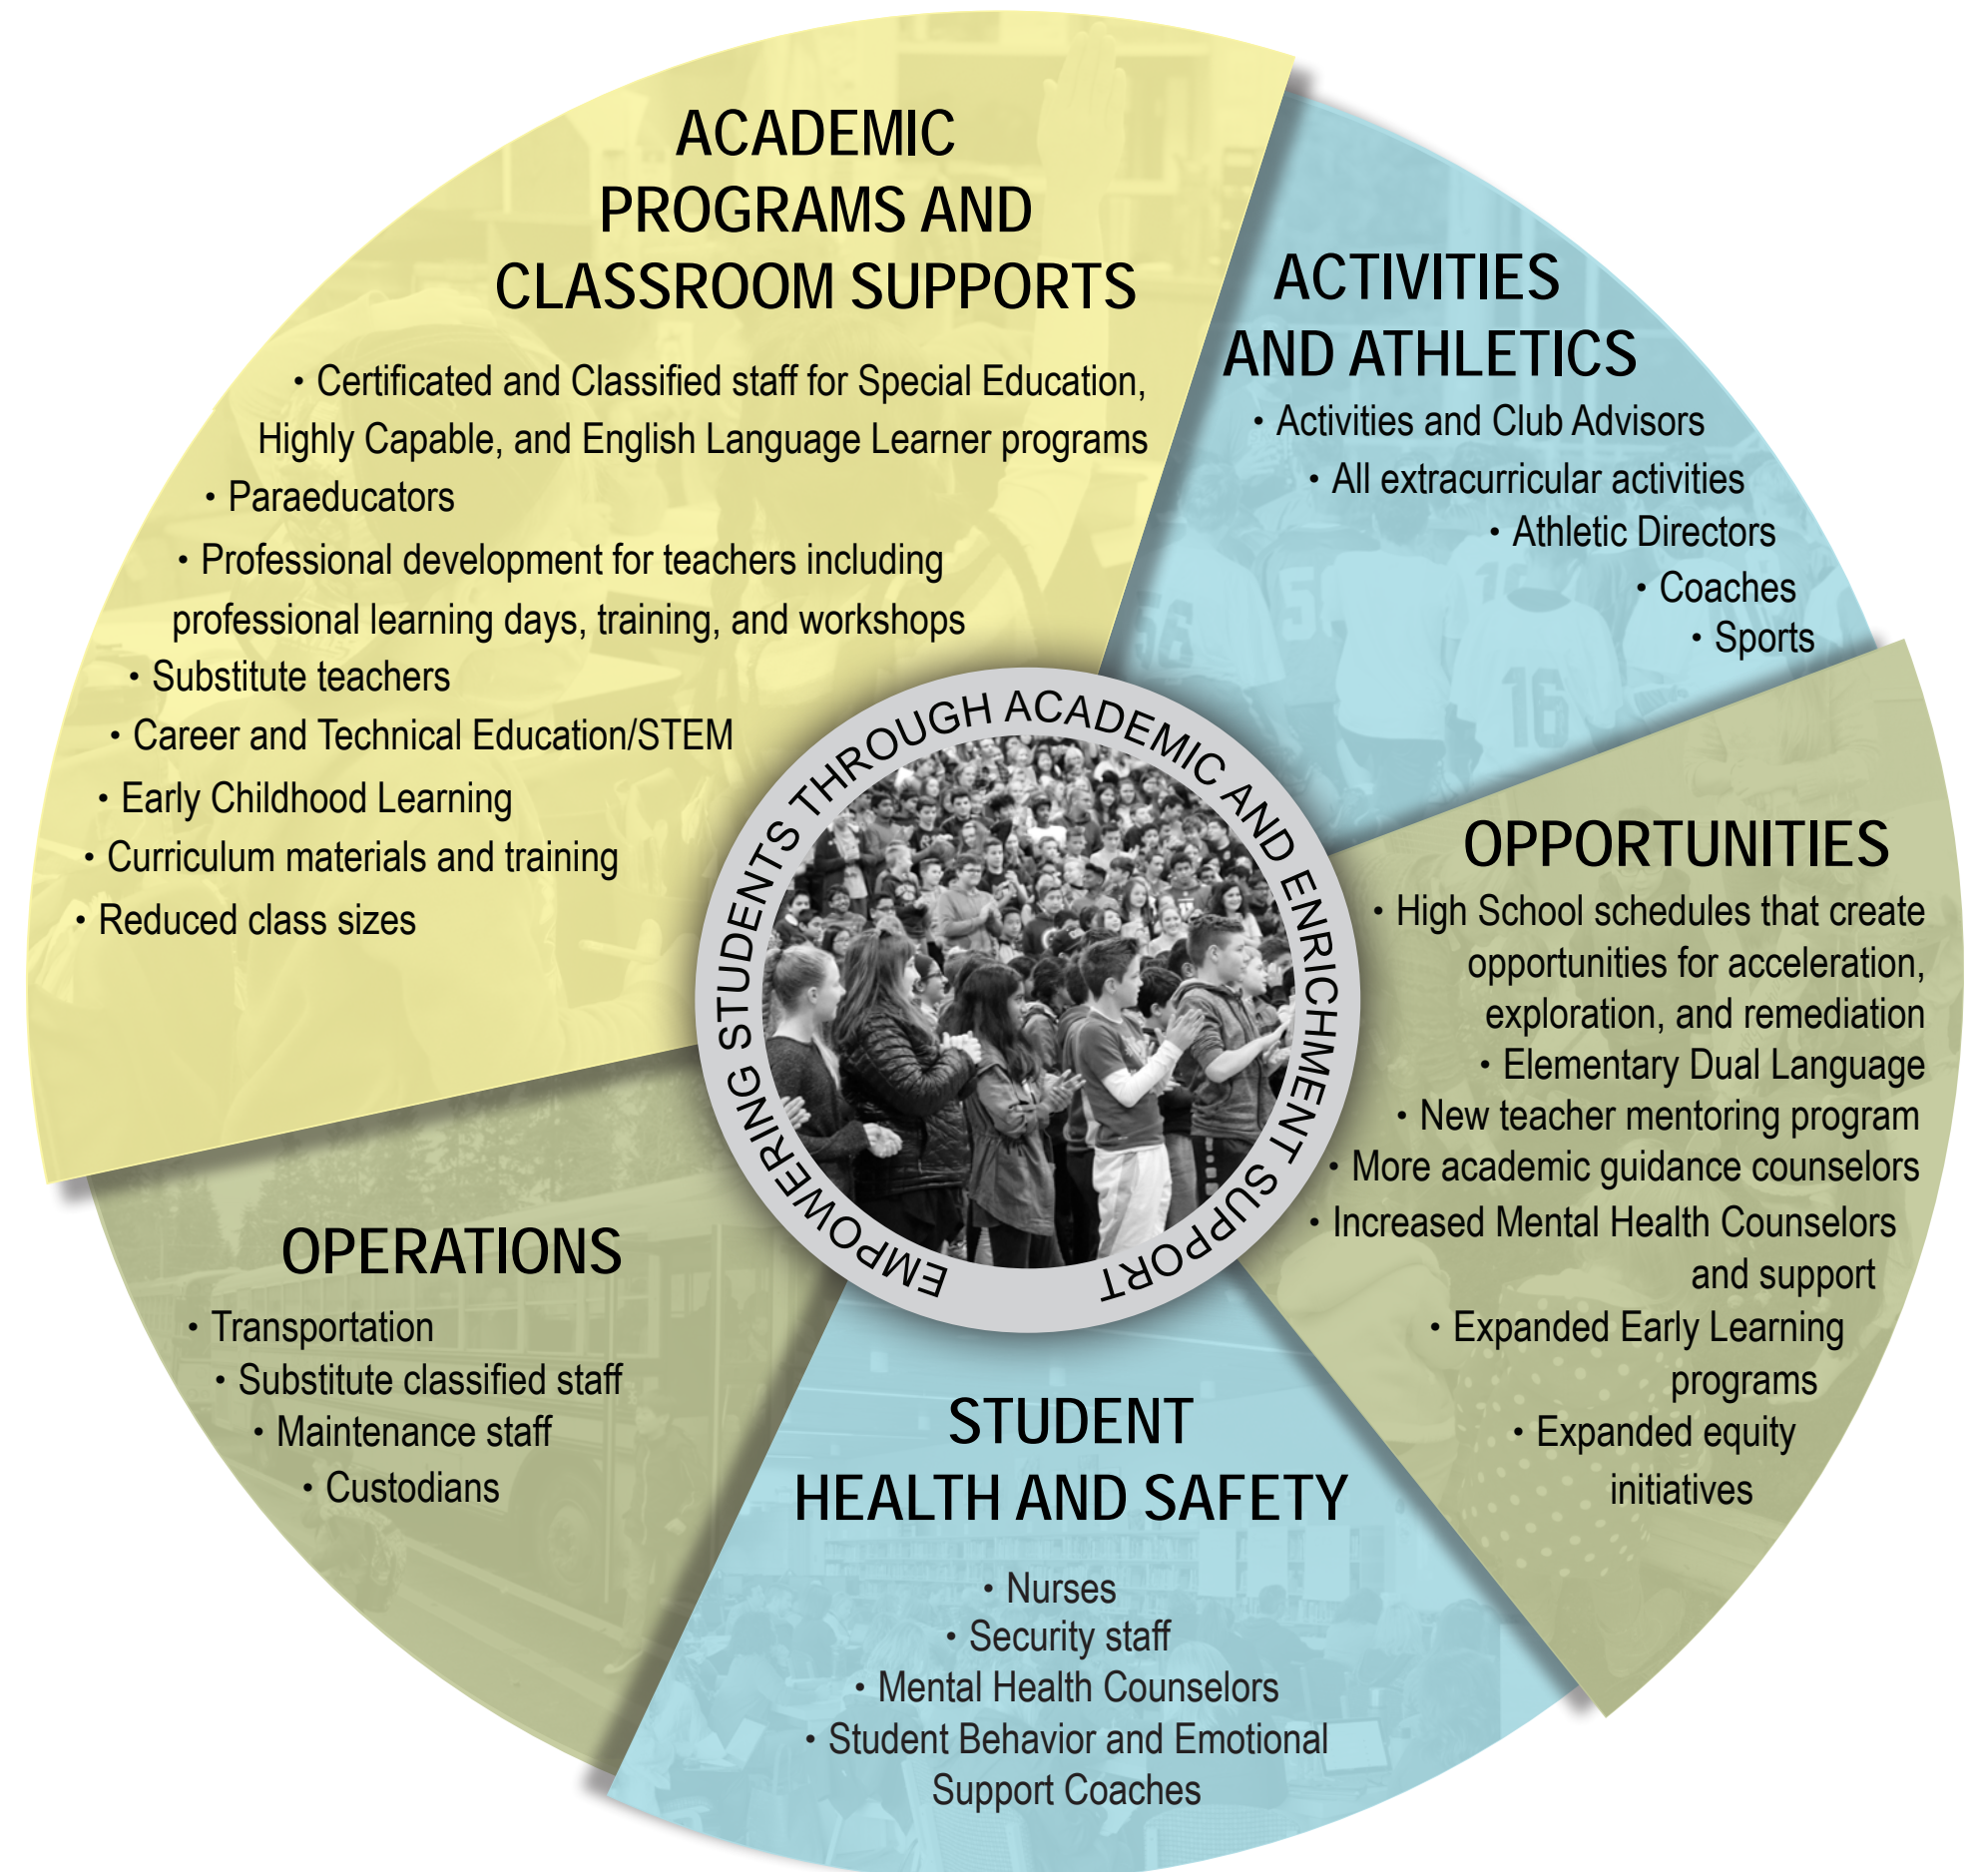 ACADEMIC
PROGRAMS AND
CLASSROOM SUPPORTS
• Certificated and Classified staff for Special Education,
Highly Capable, and English Language Learner programs
• Paraeducators
• Professional development for teachers including
professional learning days, training, and workshops
• Substitute teachers
• Career and Technical Education/STEM
• Early Childhood Learning
• Curriculum materials and training
• Reduced class sizes
ACTIVITIES
AND ATHLETICS
• Activities and Club Advisors
• All extracurricular activities
• Athletic Directors
• Coaches
• Sports
56
16
OPPORTUNITIES
• High School schedules that create
opportunities for acceleration,
exploration, and remediation
• Elementary Dual Language
• New teacher mentoring program
• More academic guidance counselors
• Increased Mental Health Counselors
and support
• Expanded Early Learning
programs
• Expanded equity
initiatives
STUDENT
HEALTH AND SAFETY
• Nurses
• Security staff
• Mental Health Counselors
• Student Behavior and Emotional
Support Coaches
OPERATIONS
• Transportation
• Substitute classified staff
• Maintenance staff
• Custodians
EMPOWERING STUDENTS THROUGH ACADEMIC AND ENRICHMENT SUPPORT